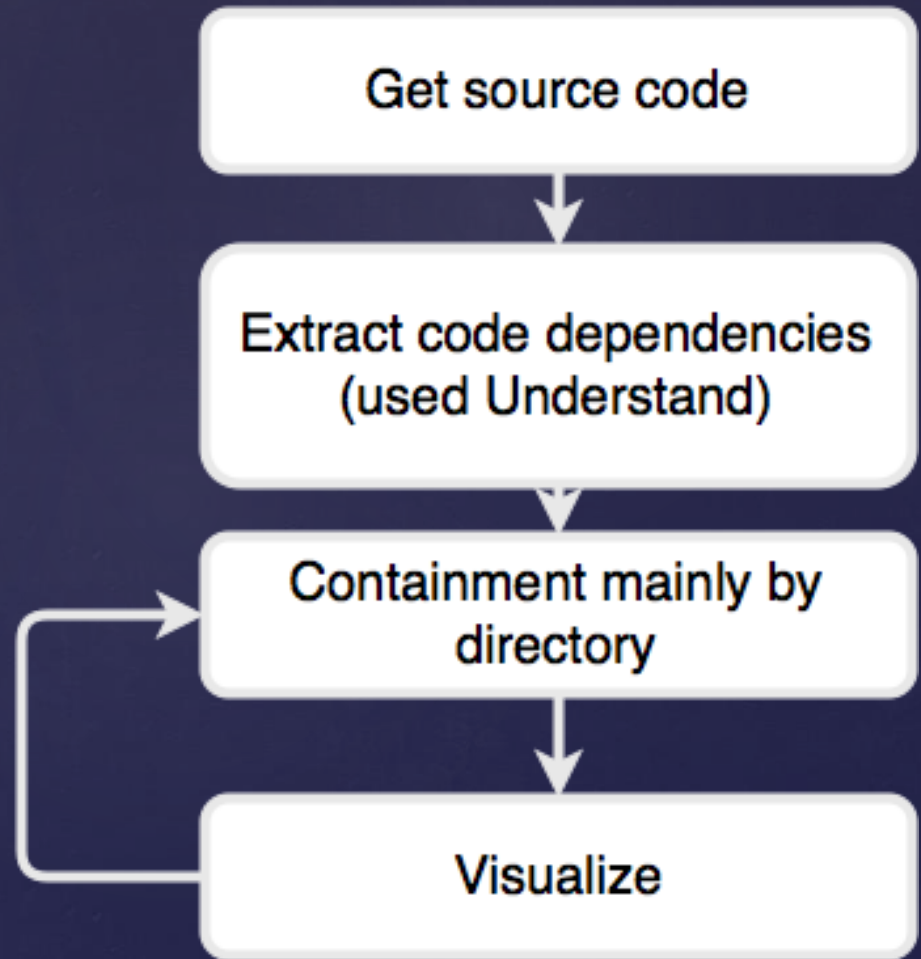 Get source code
Extract code dependencies
(used Understand)
Containment mainly by
directory
Visualize